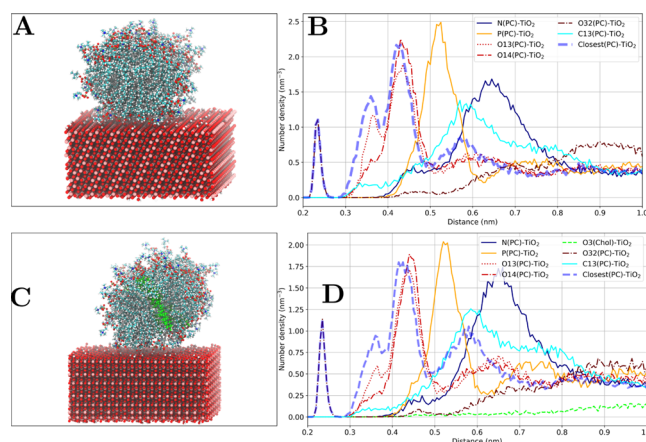 A
B
2.5
2.0
1.5
1.0
0.5
0.0
Number density (nm⁻³)
N(PC)-TiO₂
P(PC)-TiO₂
O13(PC)-TiO₂
O14(PC)-TiO₂
O32(PC)-TiO₂
C13(PC)-TiO₂
Closest(PC)-TiO₂
0.2 0.3 0.4 0.5 0.6 0.7 0.8 0.9 1.0
Distance (nm)
C
D
2.00
1.75
1.50
1.25
1.00
0.75
0.50
0.25
0.00
Number density (nm⁻³)
N(PC)-TiO₂
P(PC)-TiO₂
O13(PC)-TiO₂
O14(PC)-TiO₂
O3(Chol)-TiO₂
O32(PC)-TiO₂
C13(PC)-TiO₂
Closest(PC)-TiO₂
0.2 0.3 0.4 0.5 0.6 0.7 0.8 0.9
Distance (nm)